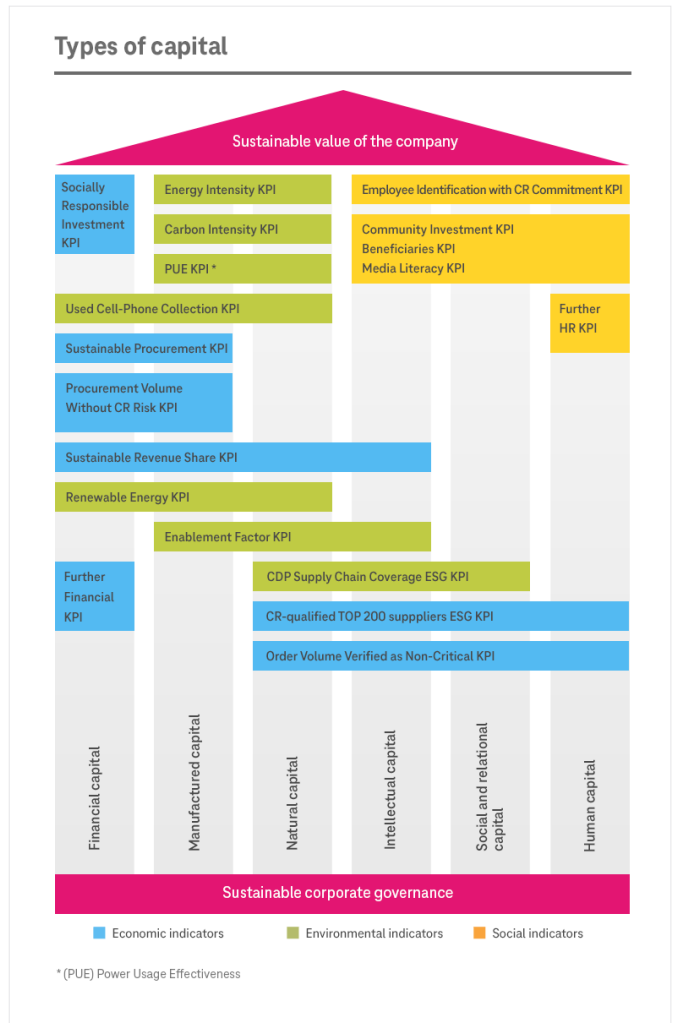 Types of capital
Sustainable value of the company
Socially
Responsible
Investment
KPI
Energy Intensity KPI
Employee Identification with CR Commitment KPI
Carbon Intensity KPI
Community Investment KPI
Beneficiaries KPI
Media Literacy KPI
PUE KPI *
Used Cell-Phone Collection KPI
Further
HR KPI
Sustainable Procurement KPI
Procurement Volume
Without CR Risk KPI
Sustainable Revenue Share KPI
Renewable Energy KPI
Enablement Factor KPI
Further
Financial
KPI
CDP Supply Chain Coverage ESG KPI
CR-qualified TOP 200 supppliers ESG KPI
Order Volume Verified as Non-Critical KPI
Financial capital
Manufactured capital
Natural capital
Intellectual capital
Social and relational
capital
Human capital
Sustainable corporate governance
Economic indicators
Environmental indicators
Social indicators
* (PUE) Power Usage Effectiveness